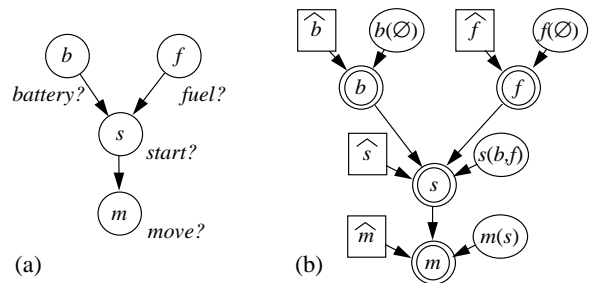 b
f
battery?
fuel?
s
start?
m
move?
(a)
b̂
b(∅)
f̂
f(∅)
b
f
ŝ
s(b,f)
s
m̂
m(s)
m
(b)